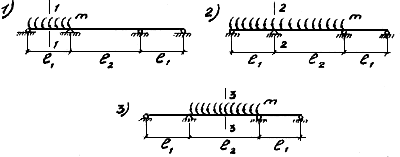 1) 1 m
1
ℓ₁ ℓ₂ ℓ₁
2) 2 m
2
ℓ₁ ℓ₂ ℓ₁
3) 3 m
3
ℓ₁ ℓ₂ ℓ₁